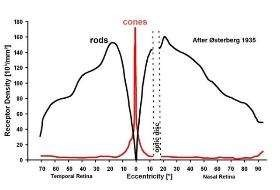 cones
rods
After Østerberg 1935
180
160
140
120
100
80
60
40
20
0
Receptor Density [10³/mm²]
optic disc
70 60 50 40 30 20 10 0 10 20 30 40 50 60 70 80 90
Temporal Retina Eccentricity [°] Nasal Retina